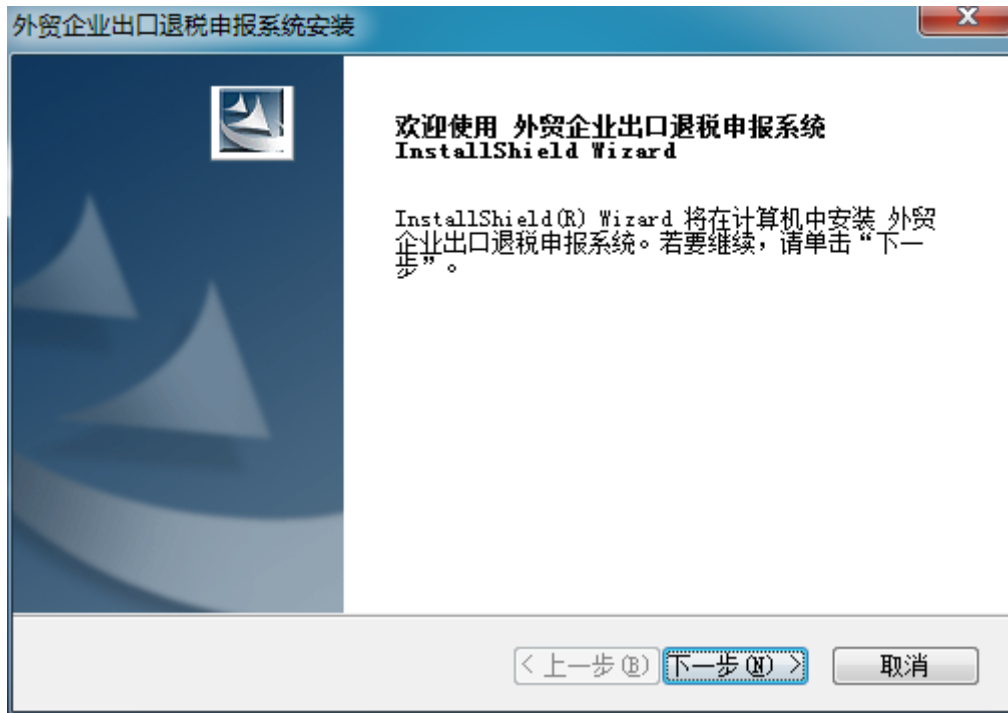 外贸企业出口退税申报系统安装
欢迎使用 外贸企业出口退税申报系统
InstallShield Wizard
InstallShield(R) Wizard 将在计算机中安装 外贸
企业出口退税申报系统。若要继续，请单击“下一
步”。
< 上一步(B) 下一步(N) > 取消